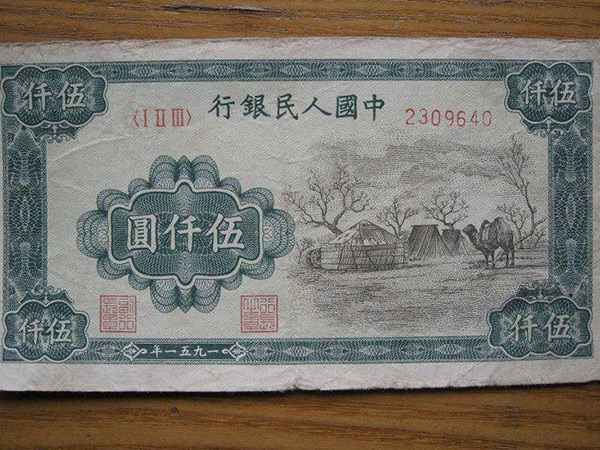 伍仟 伍仟
中國人民銀行
〈I II III〉 2309640
伍仟圓
伍仟 伍仟
一九五一年